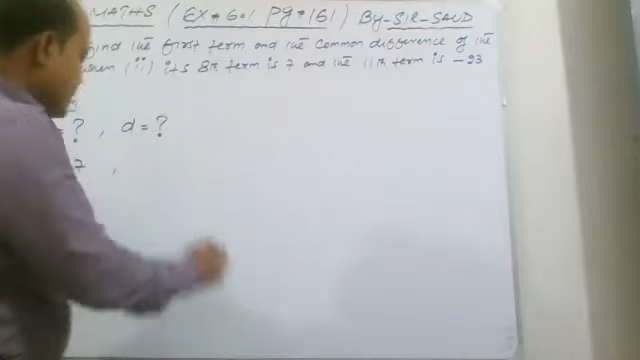 MATHS ( EX # 6.1 Pg # 161 ) By-SIR-SAUD
find the first term and the common difference of the
when (ii) its 8th term is 7 and the 11th term is -23
= ? , d = ?
7 ,